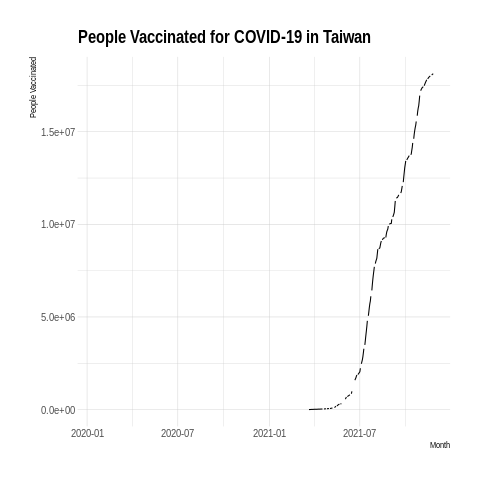 People Vaccinated for COVID-19 in Taiwan
People Vaccinated
1.5e+07
1.0e+07
5.0e+06
0.0e+00
2020-01 2020-07 2021-01 2021-07
Month